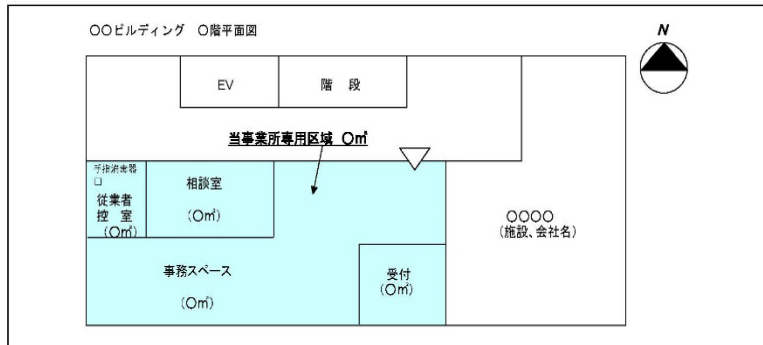 〇〇ビルディング 〇階平面図
N
EV
階 段
当事業所専用区域 〇㎡
手指消毒器
従業者
控 室
(〇㎡)
相談室
(〇㎡)
〇〇〇〇
(施設、会社名)
事務スペース
(〇㎡)
受付
(〇㎡)